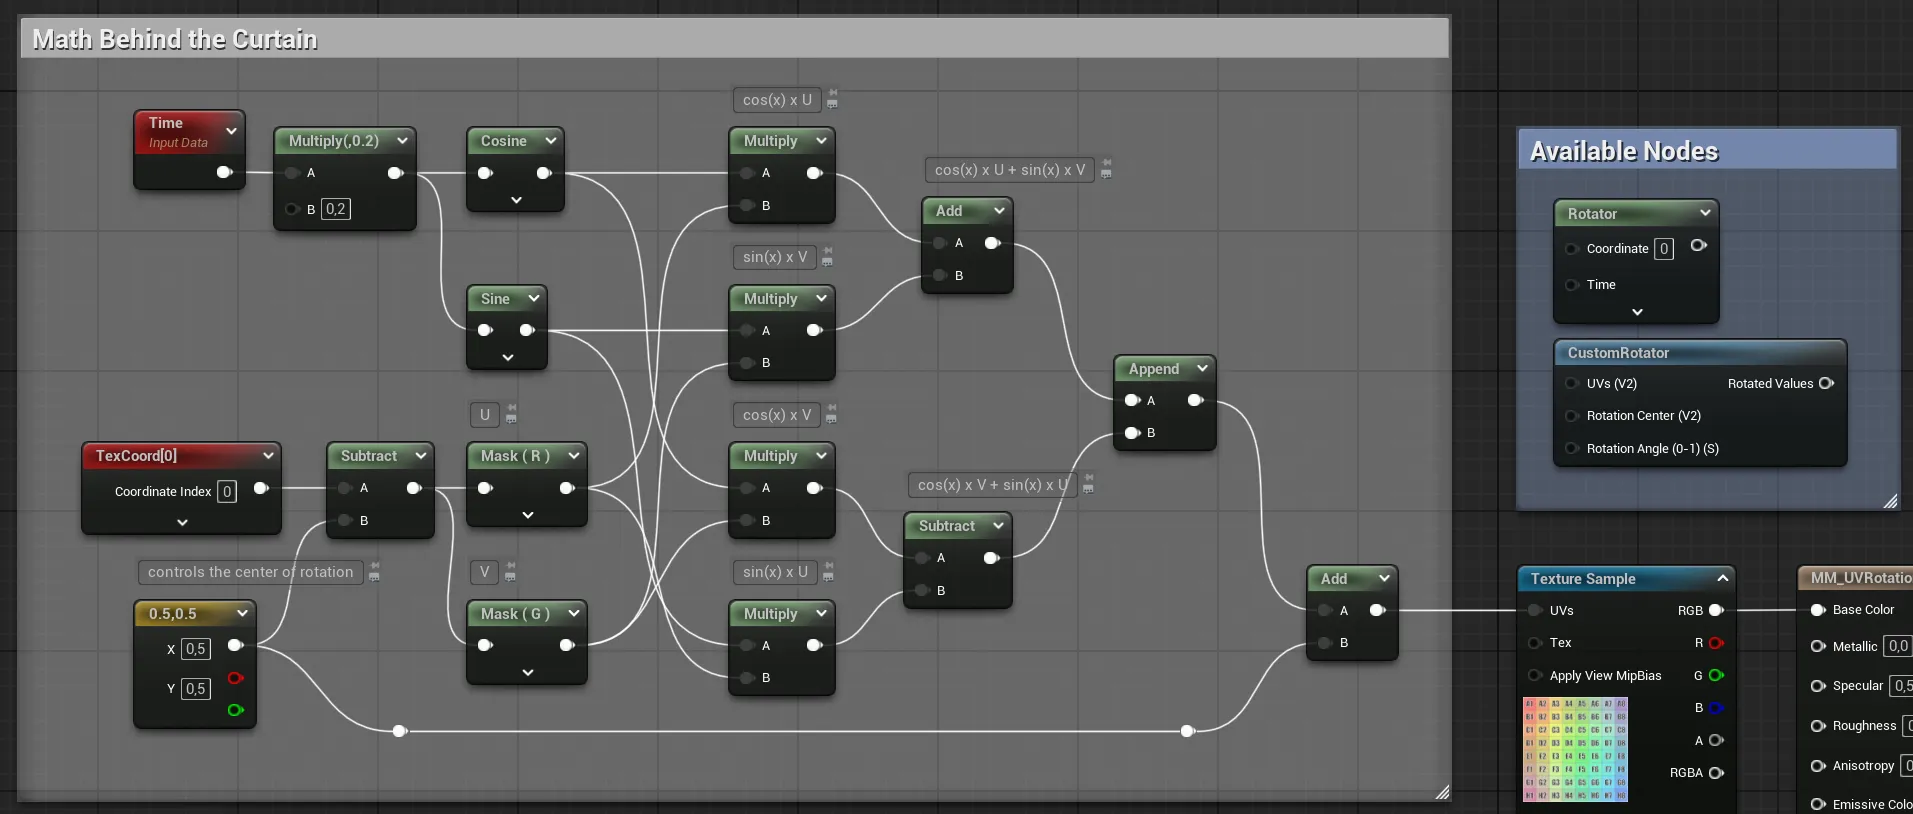 Math Behind the Curtain
Time
Input Data
Multiply(,0.2)
A
B 0,2
Cosine
Sine
cos(x) x U
Multiply
A
B
sin(x) x V
Multiply
A
B
cos(x) x U + sin(x) x V
Add
A
B
TexCoord[0]
Coordinate Index 0
Subtract
A
B
U
Mask ( R )
V
Mask ( G )
controls the center of rotation
0.5,0.5
X 0,5
Y 0,5
cos(x) x V
Multiply
A
B
sin(x) x U
Multiply
A
B
cos(x) x V + sin(x) x U
Subtract
A
B
Append
A
B
Add
A
B
Available Nodes
Rotator
Coordinate 0
Time
CustomRotator
UVs (V2) Rotated Values
Rotation Center (V2)
Rotation Angle (0-1) (S)
Texture Sample
UVs RGB
Tex R
Apply View MipBias G
B
A
RGBA
MM_UVRotatio
Base Color
Metallic 0,0
Specular 0,5
Roughness
Anisotropy 0
Emissive Colo